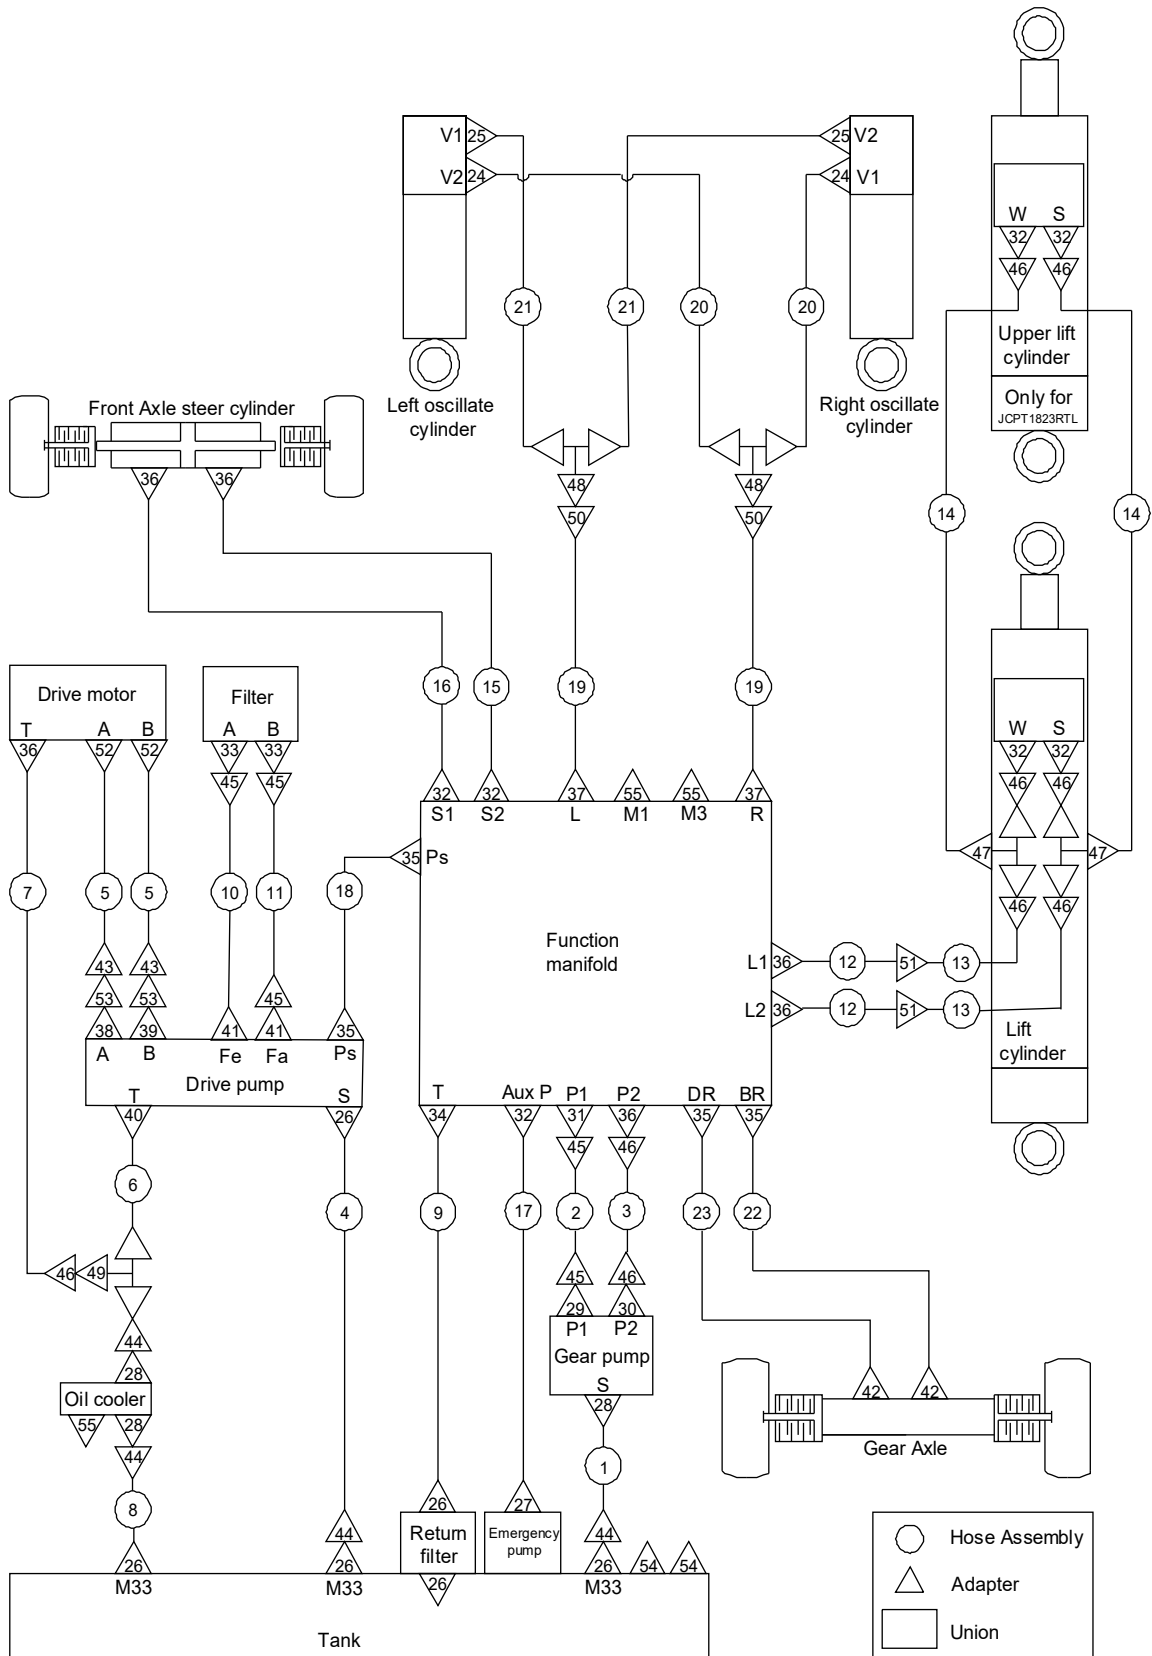 V1 25
25 V2
V2 24
24 V1
W S
32 32
46 46
21
21
20
20
Upper lift
cylinder
Only for
JCPT1823RTL
Left oscillate
cylinder
Right oscillate
cylinder
Front Axle steer cylinder
36 36
48
48
50
50
14
14
16
15
19
19
Drive motor
T A B
36 52 52
Filter
A B
33 33
45 45
W S
32 32
46 46
47
47
46 46
32 32 37 55 55 37
S1 S2 L M1 M3 R
35 Ps
7
5
5
10
11
18
Function
manifold
43 43
53 53 45
38 39 41 41 35
A B Fe Fa Ps
Drive pump
T S
40 26
L1 36
12
51
13
L2 36
12
51
13
Lift
cylinder
T Aux P P1 P2 DR BR
34 32 31 36 35 35
45 46
6
4
9
17
2
3
23
22
46 49
44
28
Oil cooler
55 28
44
8
45 46
29 30
P1 P2
Gear pump
S
28
1
42 42
Gear Axle
26
M33
44
26
M33
26
Return
filter
26
27
Emergency
pump
44
26
M33
54 54
Tank
Hose Assembly
Adapter
Union